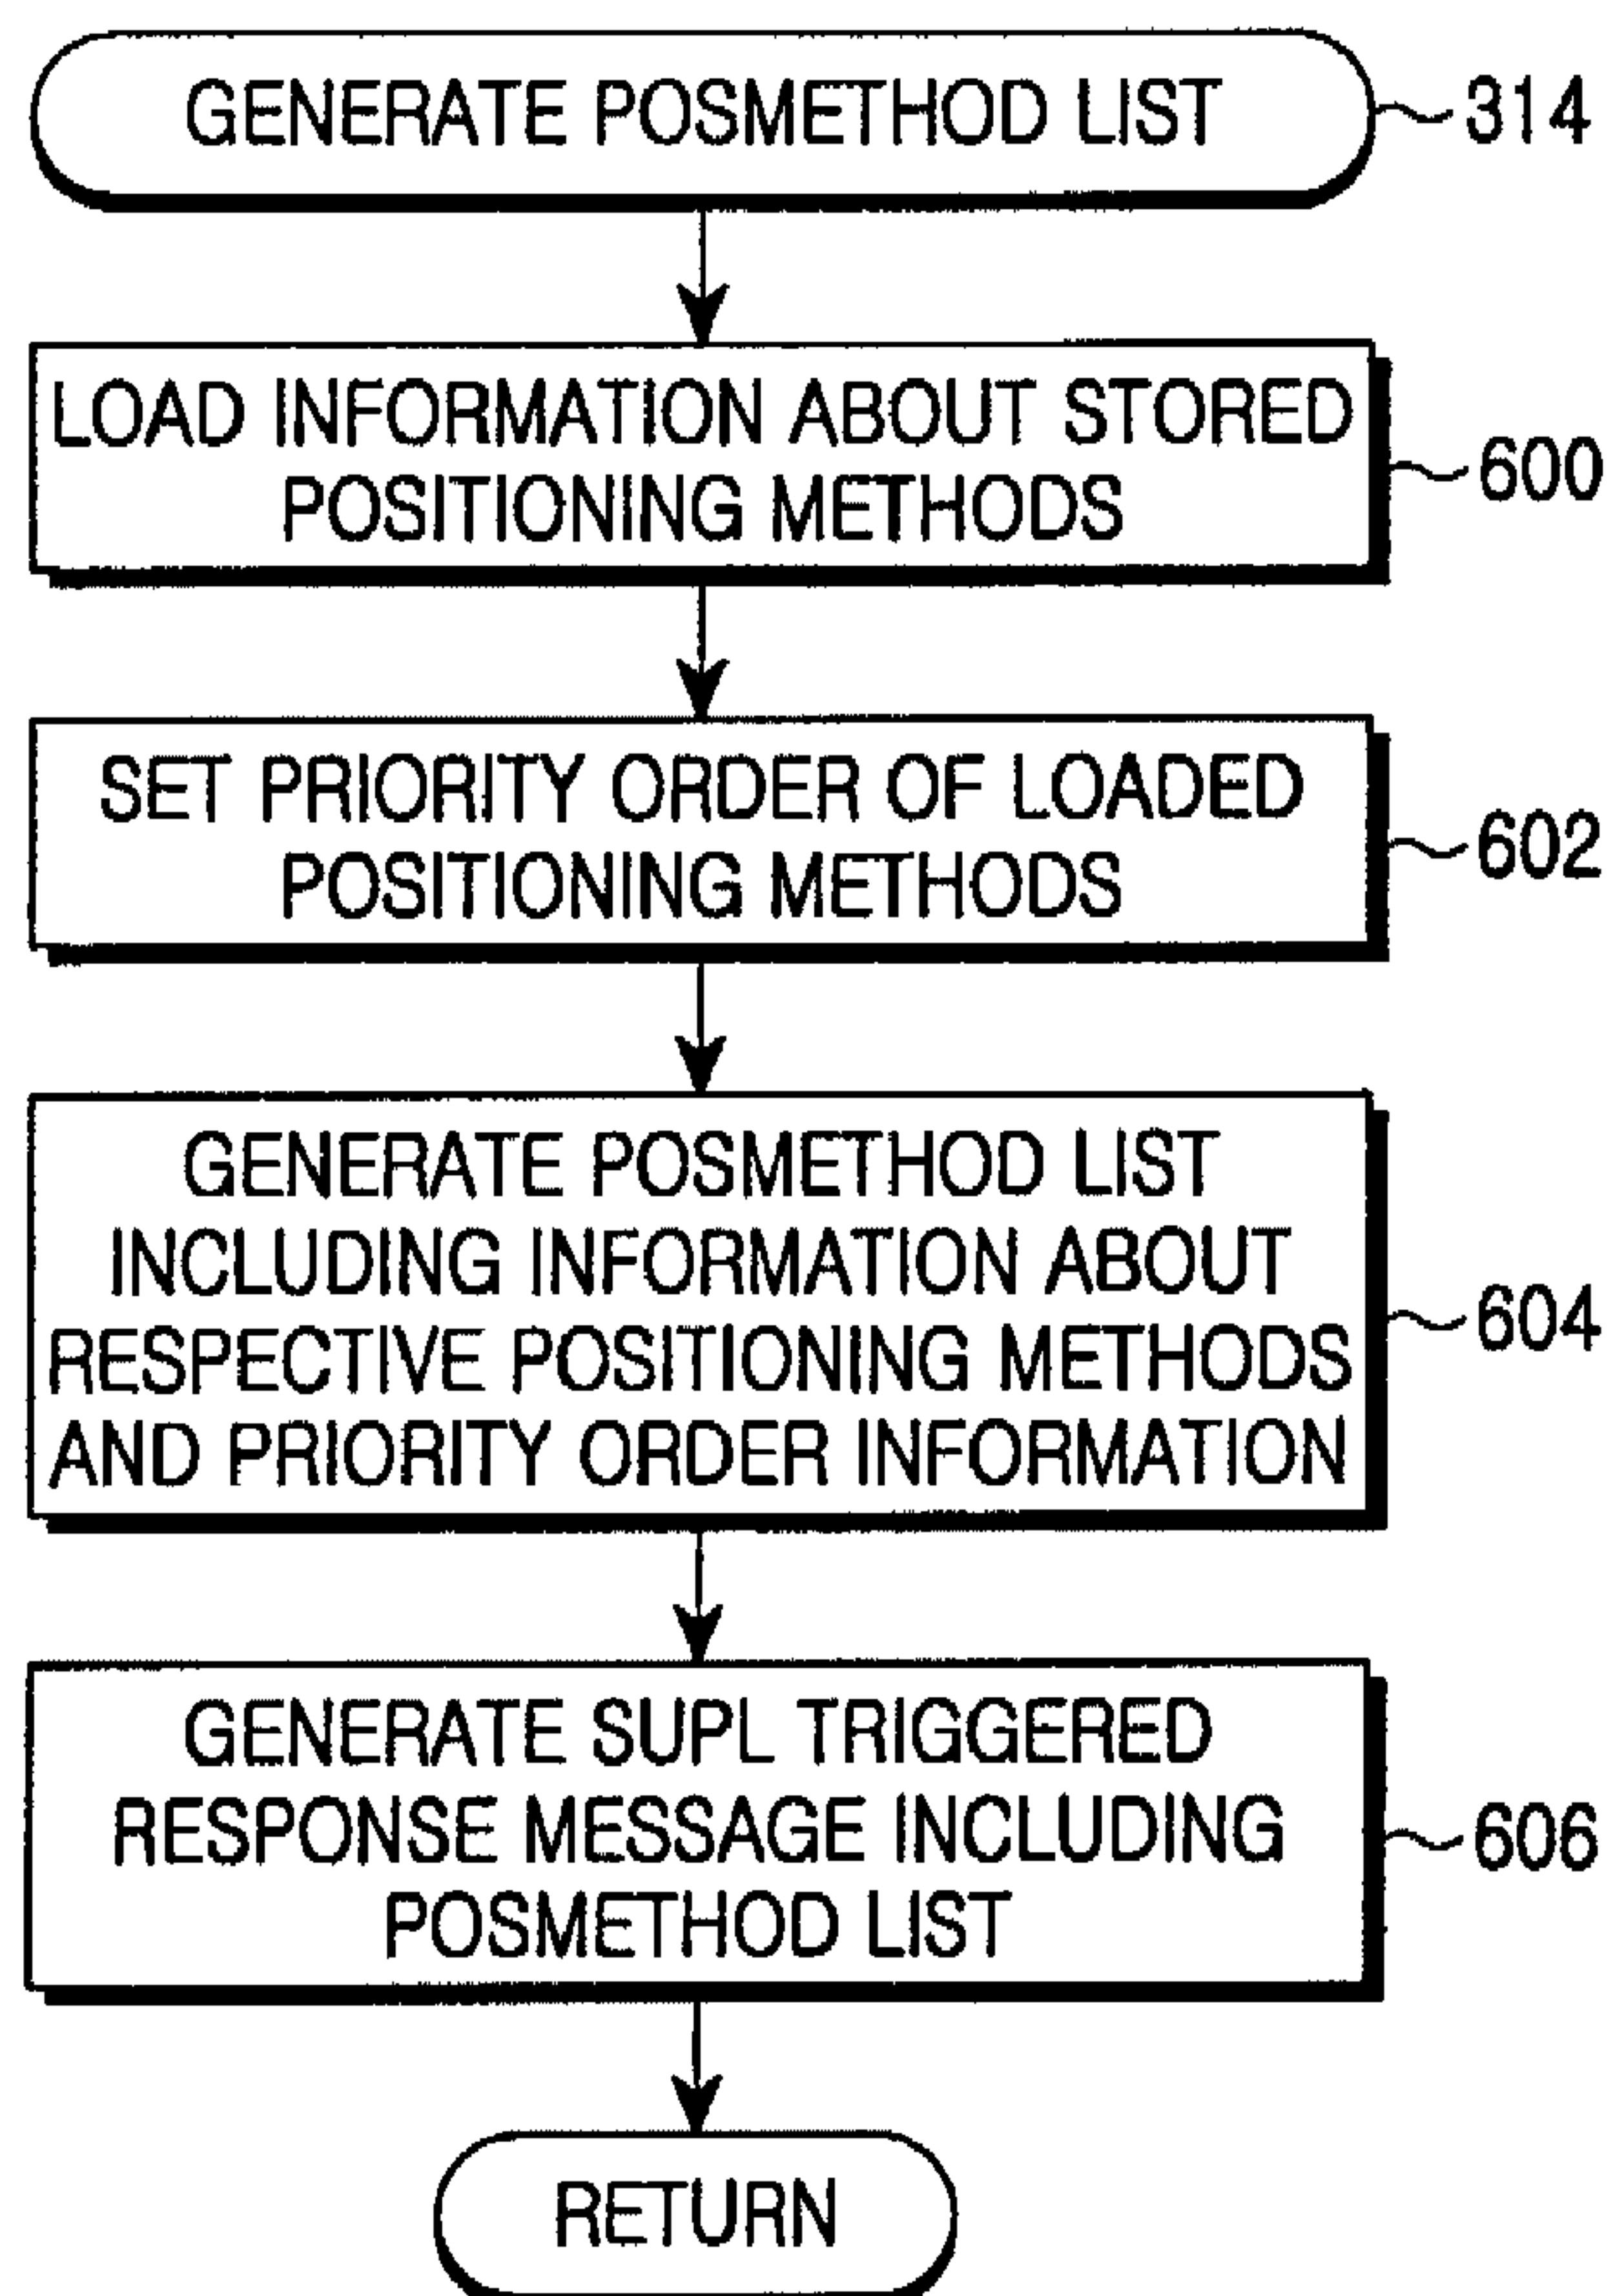 GENERATE POSMETHOD LIST
314
LOAD INFORMATION ABOUT STORED
POSITIONING METHODS
600
SET PRIORITY ORDER OF LOADED
POSITIONING METHODS
602
GENERATE POSMETHOD LIST
INCLUDING INFORMATION ABOUT
RESPECTIVE POSITIONING METHODS
AND PRIORITY ORDER INFORMATION
604
GENERATE SUPL TRIGGERED
RESPONSE MESSAGE INCLUDING
POSMETHOD LIST
606
RETURN